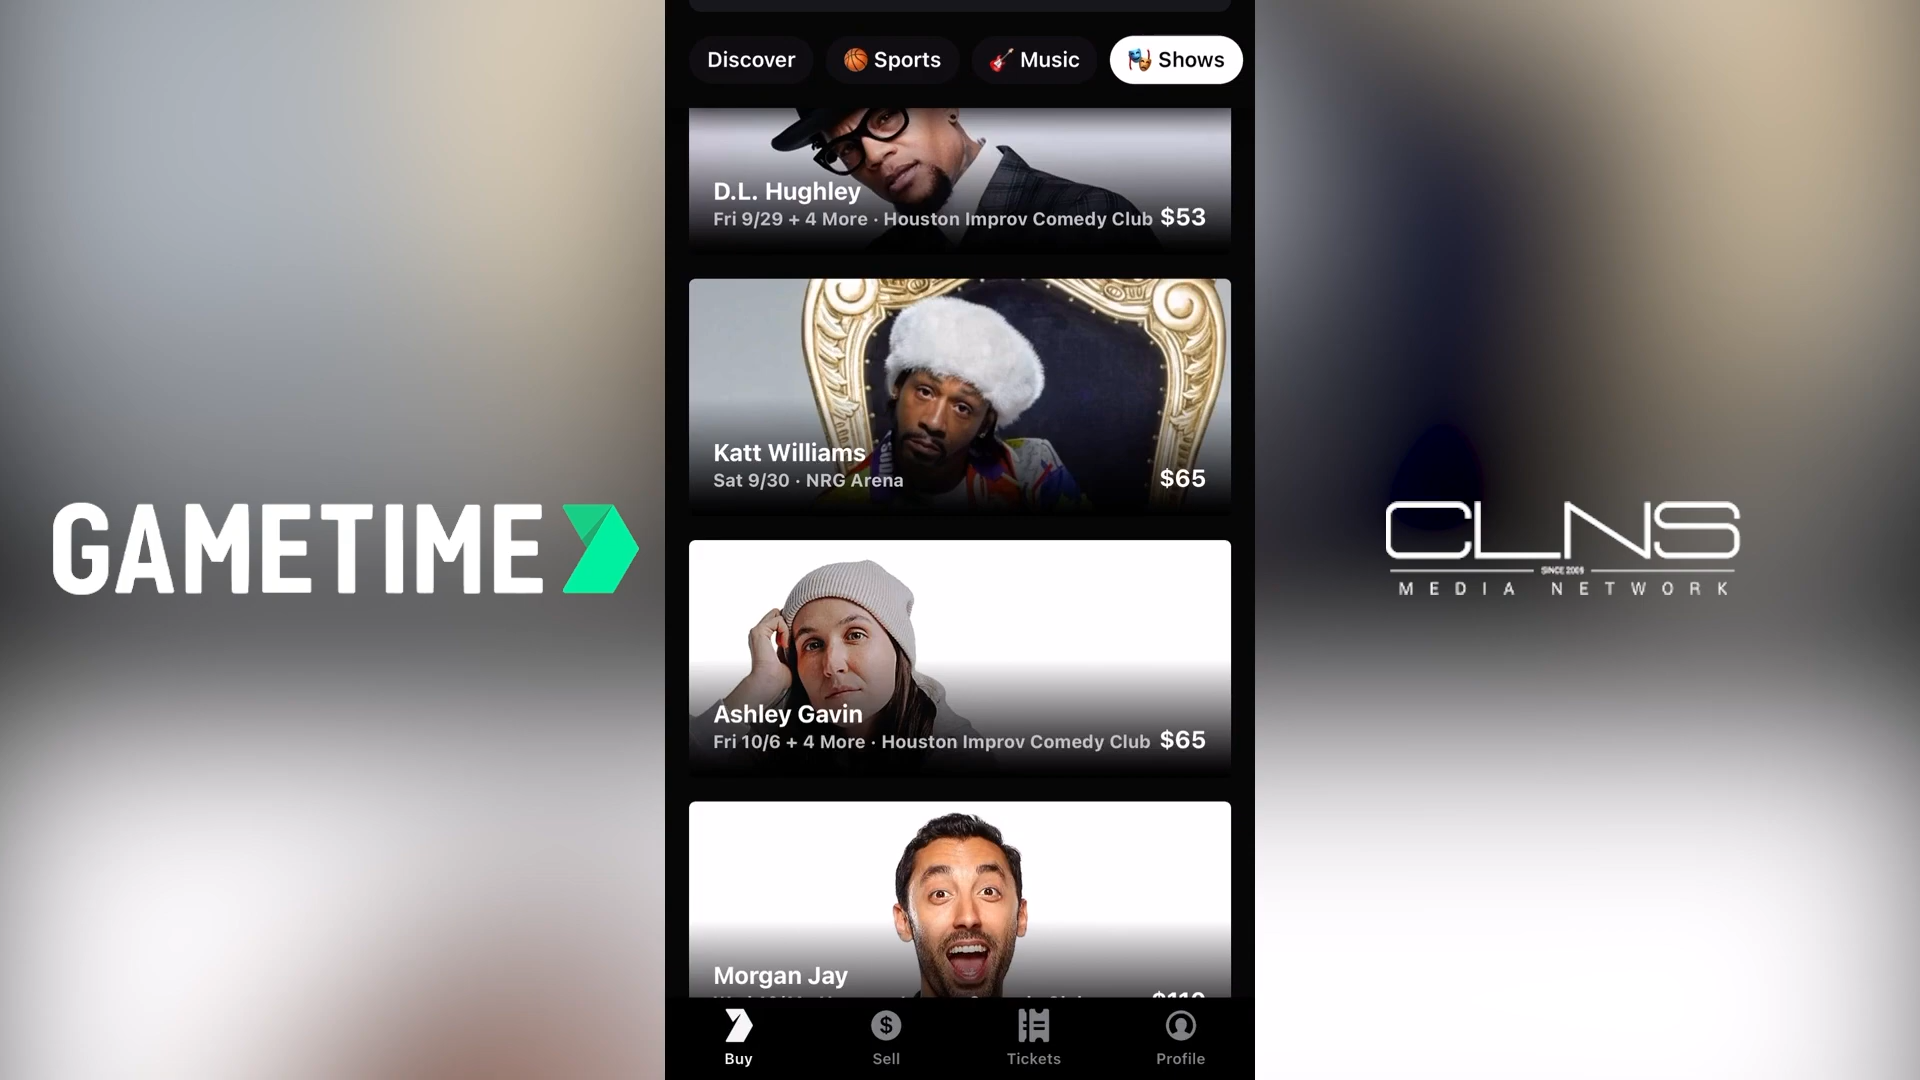 Discover
Sports
Music
Shows
D.L. Hughley
Fri 9/29 + 4 More · Houston Improv Comedy Club
$53
Katt Williams
Sat 9/30 · NRG Arena
$65
Ashley Gavin
Fri 10/6 + 4 More · Houston Improv Comedy Club
$65
Morgan Jay
Buy
Sell
Tickets
Profile
GAMETIME
CLNS
SINCE 2009
MEDIA NETWORK